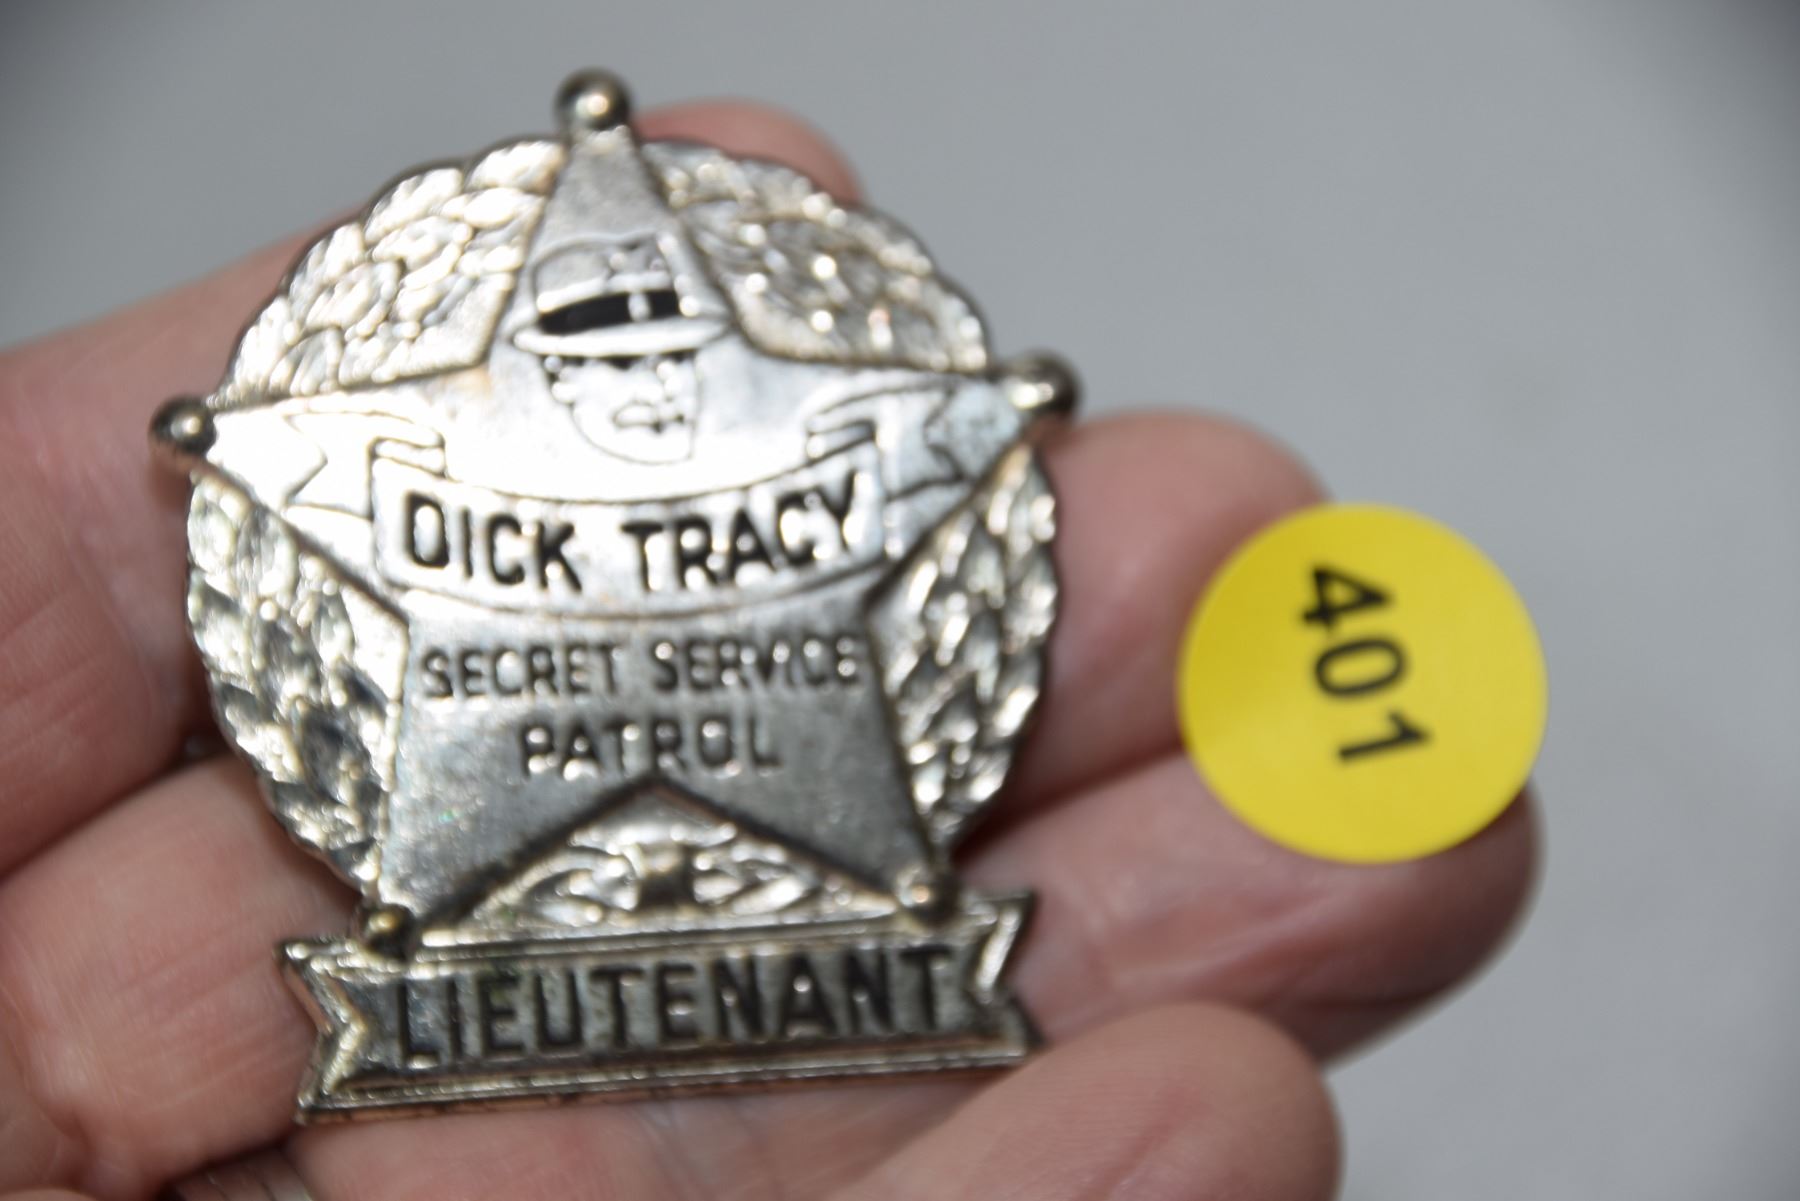 DICK TRACY
SECRET SERVICE
PATROL
LIEUTENANT
401